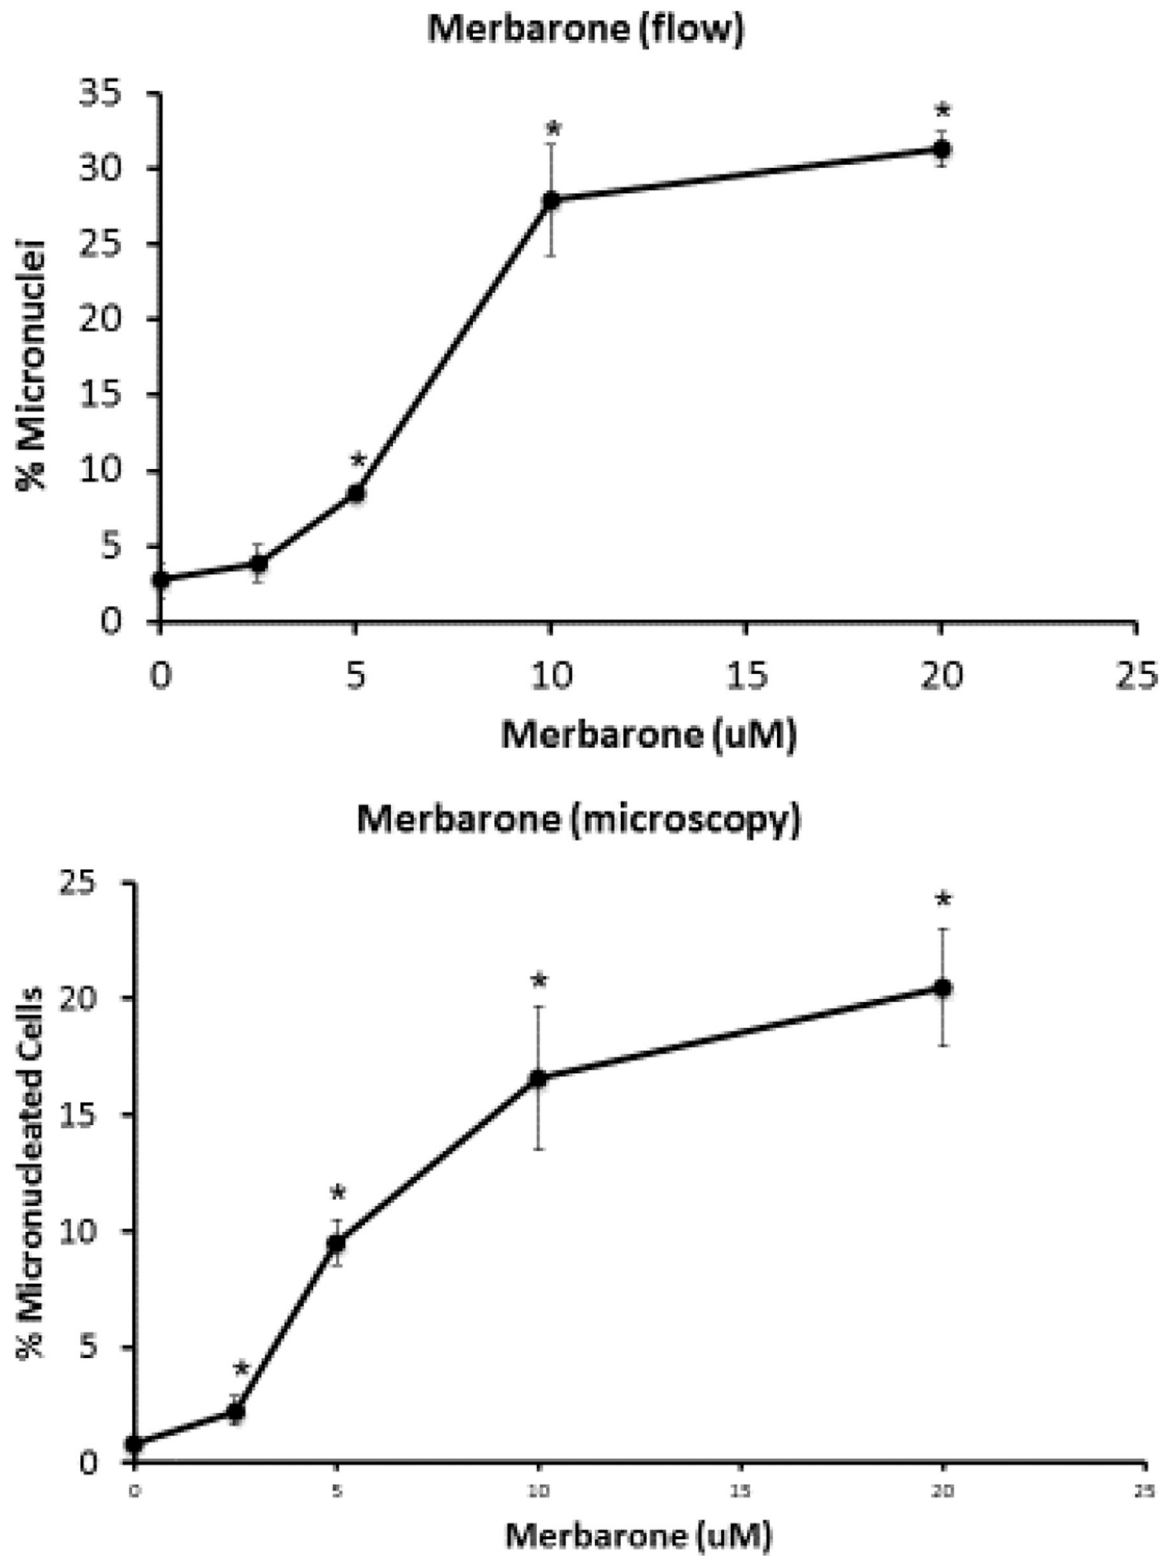 Merbarone (flow)
35
30
25
20
15
10
5
0
% Micronuclei
* * *
0 5 10 15 20 25
Merbarone (uM)
Merbarone (microscopy)
25
20
15
10
5
0
% Micronucleated Cells
* * * *
0 5 10 15 20 25
Merbarone (uM)